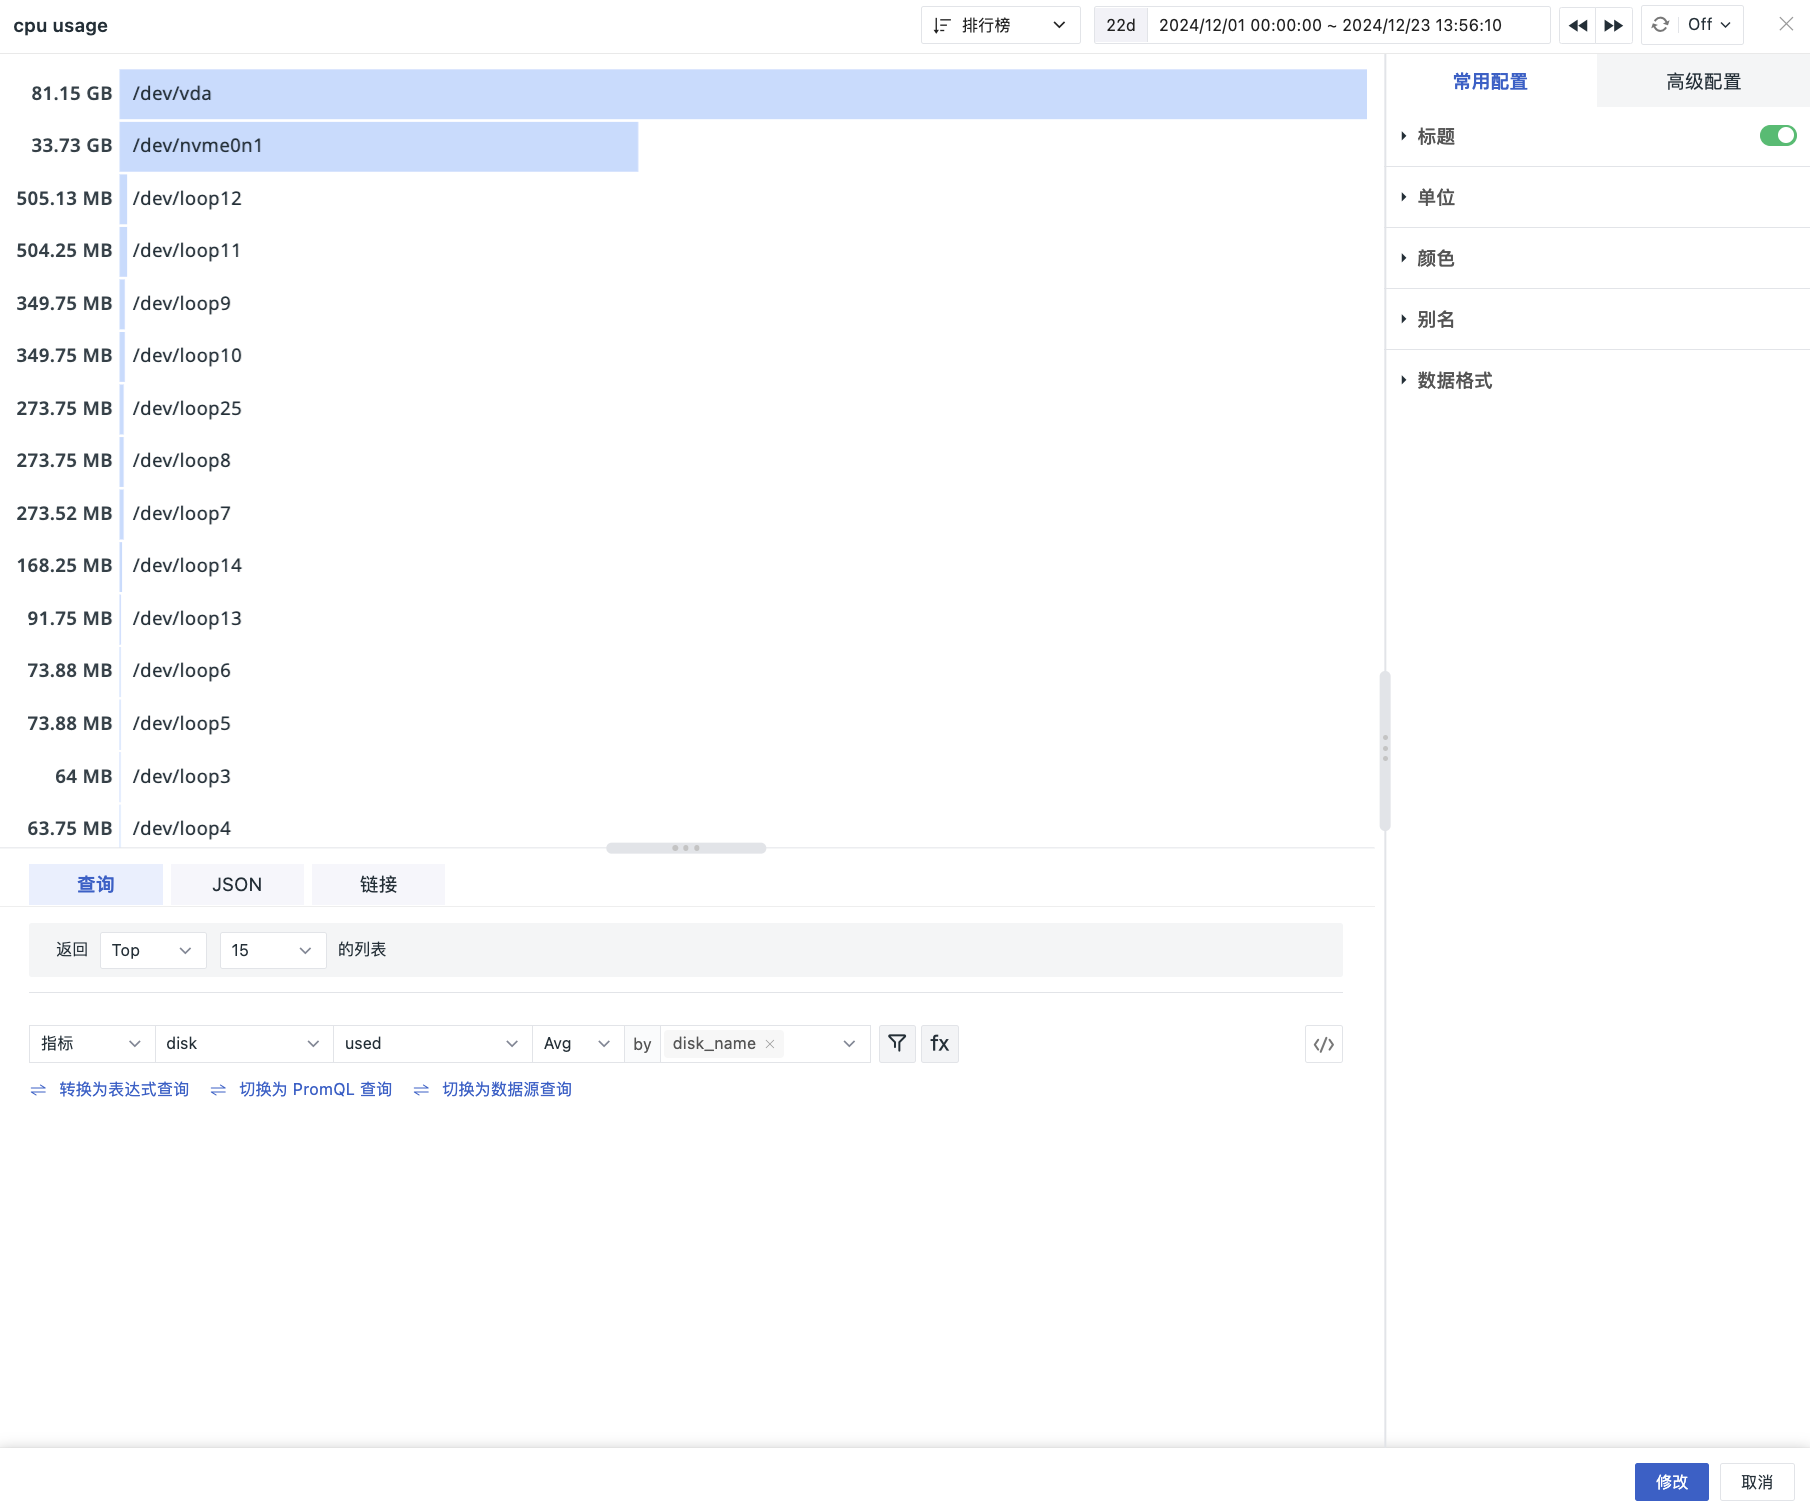 cpu usage
排行榜
22d 2024/12/01 00:00:00 ~ 2024/12/23 13:56:10
Off
81.15 GB /dev/vda
33.73 GB /dev/nvme0n1
505.13 MB /dev/loop12
504.25 MB /dev/loop11
349.75 MB /dev/loop9
349.75 MB /dev/loop10
273.75 MB /dev/loop25
273.75 MB /dev/loop8
273.52 MB /dev/loop7
168.25 MB /dev/loop14
91.75 MB /dev/loop13
73.88 MB /dev/loop6
73.88 MB /dev/loop5
64 MB /dev/loop3
63.75 MB /dev/loop4
常用配置 高级配置
标题
单位
颜色
别名
数据格式
查询 JSON 链接
返回 Top 15 的列表
指标 disk used Avg by disk_name × fx </>
转换为表达式查询 切换为 PromQL 查询 切换为数据源查询
修改 取消